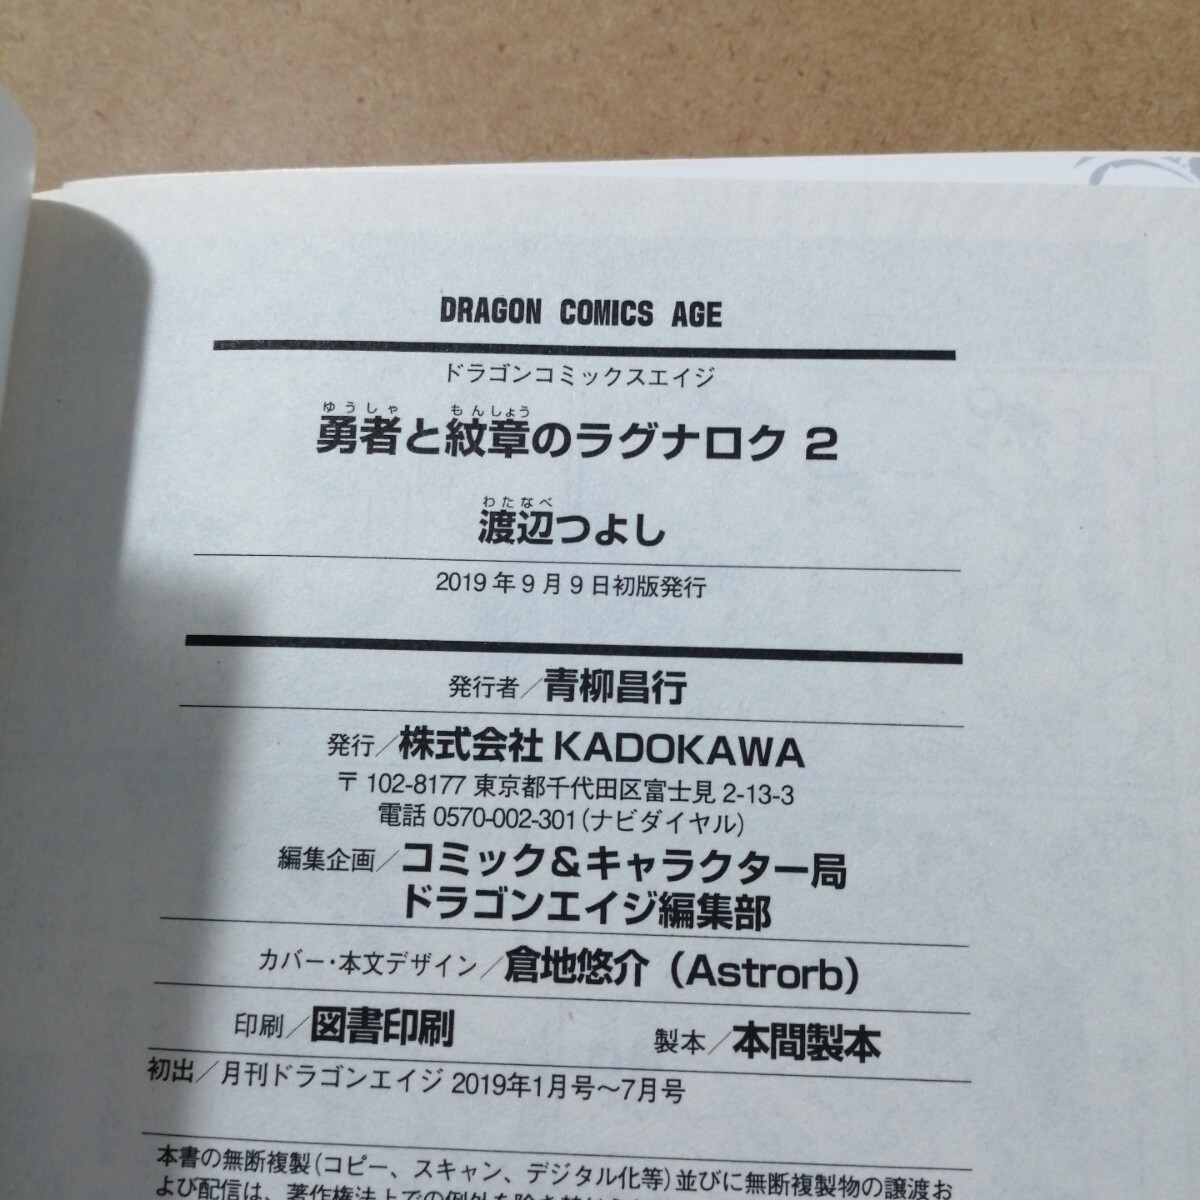 DRAGON COMICS AGE
ドラゴンコミックスエイジ
ゆうしゃ もんしょう
勇者と紋章のラグナロク 2
わたなべ
渡辺つよし
2019年9月9日初版発行
発行者／青柳昌行
発行／株式会社KADOKAWA
〒102-8177 東京都千代田区富士見 2-13-3
電話 0570-002-301（ナビダイヤル）
編集企画／コミック＆キャラクター局
ドラゴンエイジ編集部
カバー・本文デザイン／倉地悠介（Astrorb）
印刷／図書印刷 製本／本間製本
初出／月刊ドラゴンエイジ 2019年1月号〜7月号
本書の無断複製（コピー、スキャン、デジタル化等）並びに無断複製物の譲渡お
よび配信は、著作権法上での例外を除き禁じ